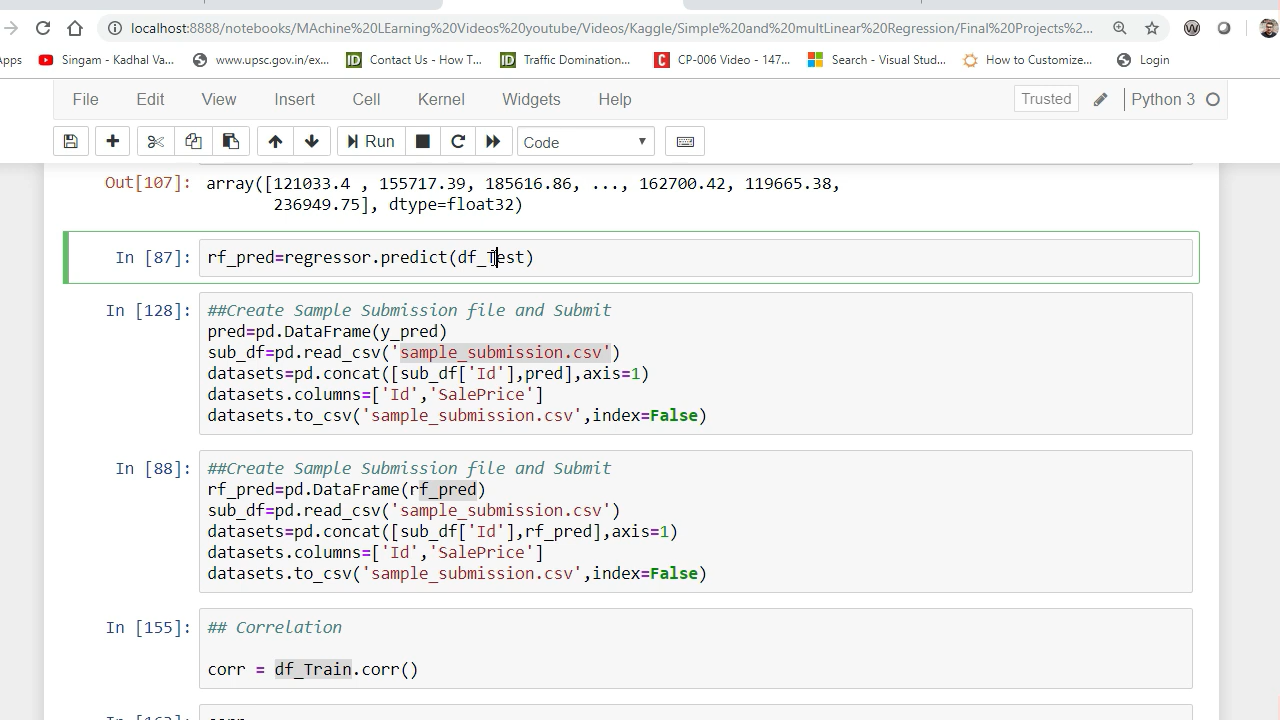 localhost:8888/notebooks/MAchine%20LEarning%20Videos%20youtube/Videos/Kaggle/Simple%20and%20multLinear%20Regression/Final%20Projects%2...
Apps Singam - Kadhal Va... www.upsc.gov.in/ex... Contact Us - How T... Traffic Domination... CP-006 Video - 147... Search - Visual Stud... How to Customize... Login
File Edit View Insert Cell Kernel Widgets Help Trusted Python 3
Run Code
Out[107]: array([121033.4 , 155717.39, 185616.86, ..., 162700.42, 119665.38,
236949.75], dtype=float32)
In [87]: rf_pred=regressor.predict(df_Test)
In [128]: ##Create Sample Submission file and Submit
pred=pd.DataFrame(y_pred)
sub_df=pd.read_csv('sample_submission.csv')
datasets=pd.concat([sub_df['Id'],pred],axis=1)
datasets.columns=['Id','SalePrice']
datasets.to_csv('sample_submission.csv',index=False)
In [88]: ##Create Sample Submission file and Submit
rf_pred=pd.DataFrame(rf_pred)
sub_df=pd.read_csv('sample_submission.csv')
datasets=pd.concat([sub_df['Id'],rf_pred],axis=1)
datasets.columns=['Id','SalePrice']
datasets.to_csv('sample_submission.csv',index=False)
In [155]: ## Correlation
corr = df_Train.corr()